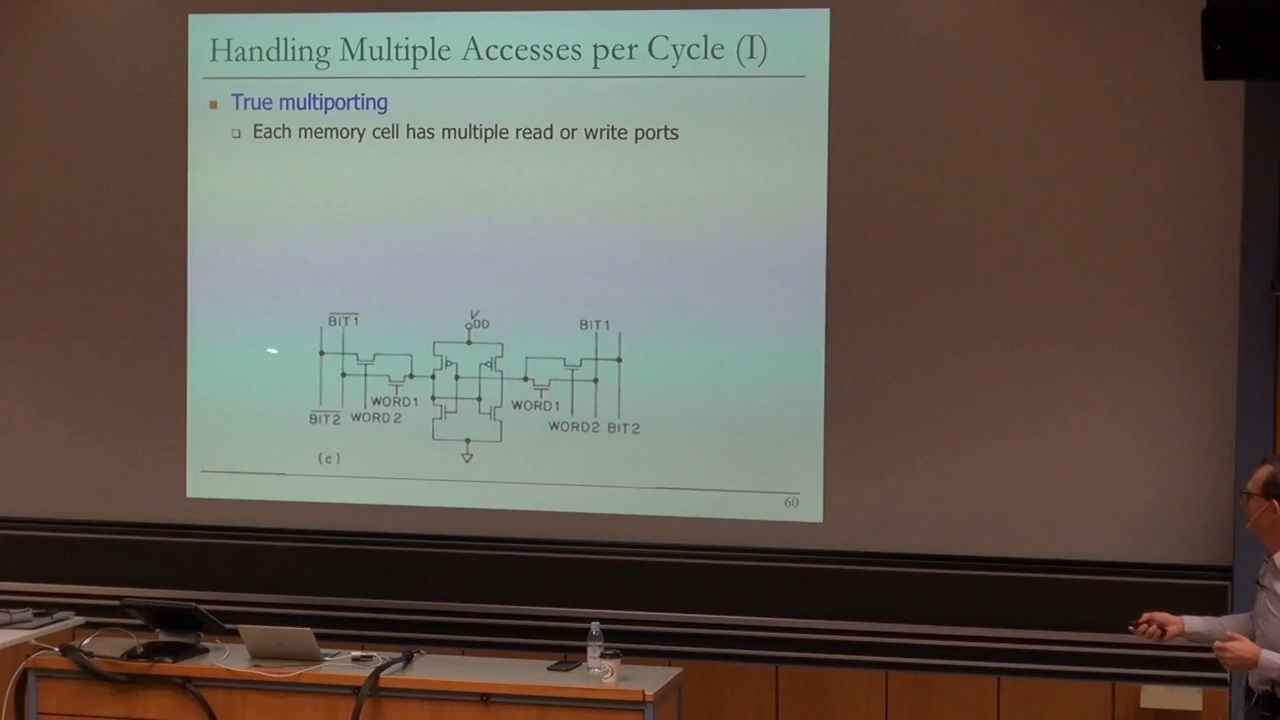 Handling Multiple Accesses per Cycle (I)
True multiporting
Each memory cell has multiple read or write ports
BIT1
V
DD
BIT1
WORD1
WORD1
BIT2
WORD 2
WORD2
BIT2
(c)
60